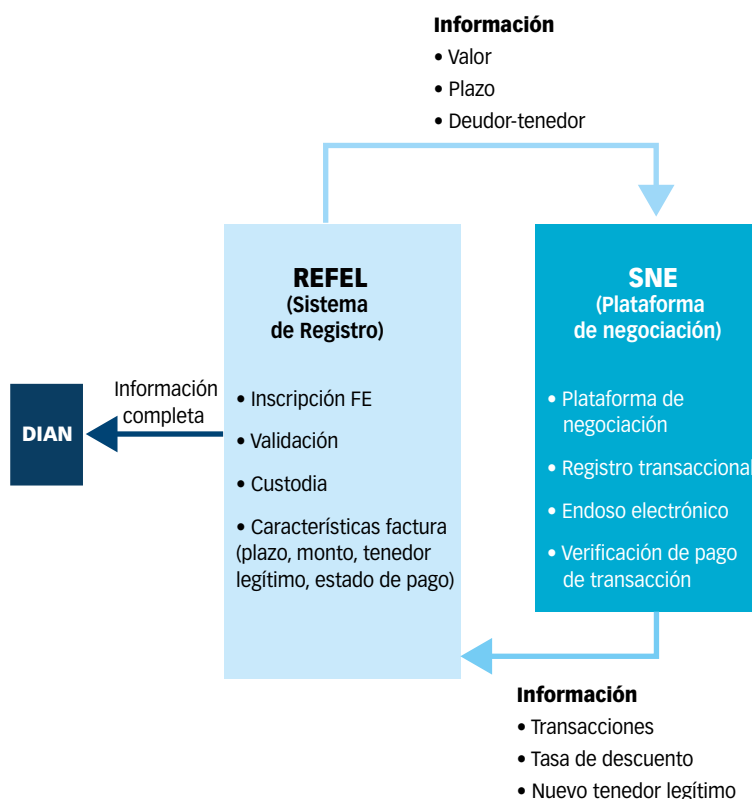 Información
• Valor
• Plazo
• Deudor-tenedor
REFEL
(Sistema
de Registro)
• Inscripción FE
• Validación
• Custodia
• Características factura
(plazo, monto, tenedor
legítimo, estado de pago)
SNE
(Plataforma
de negociación)
• Plataforma de
negociación
• Registro transaccional
• Endoso electrónico
• Verificación de pago
de transacción
Información
completa
DIAN
Información
• Transacciones
• Tasa de descuento
• Nuevo tenedor legítimo